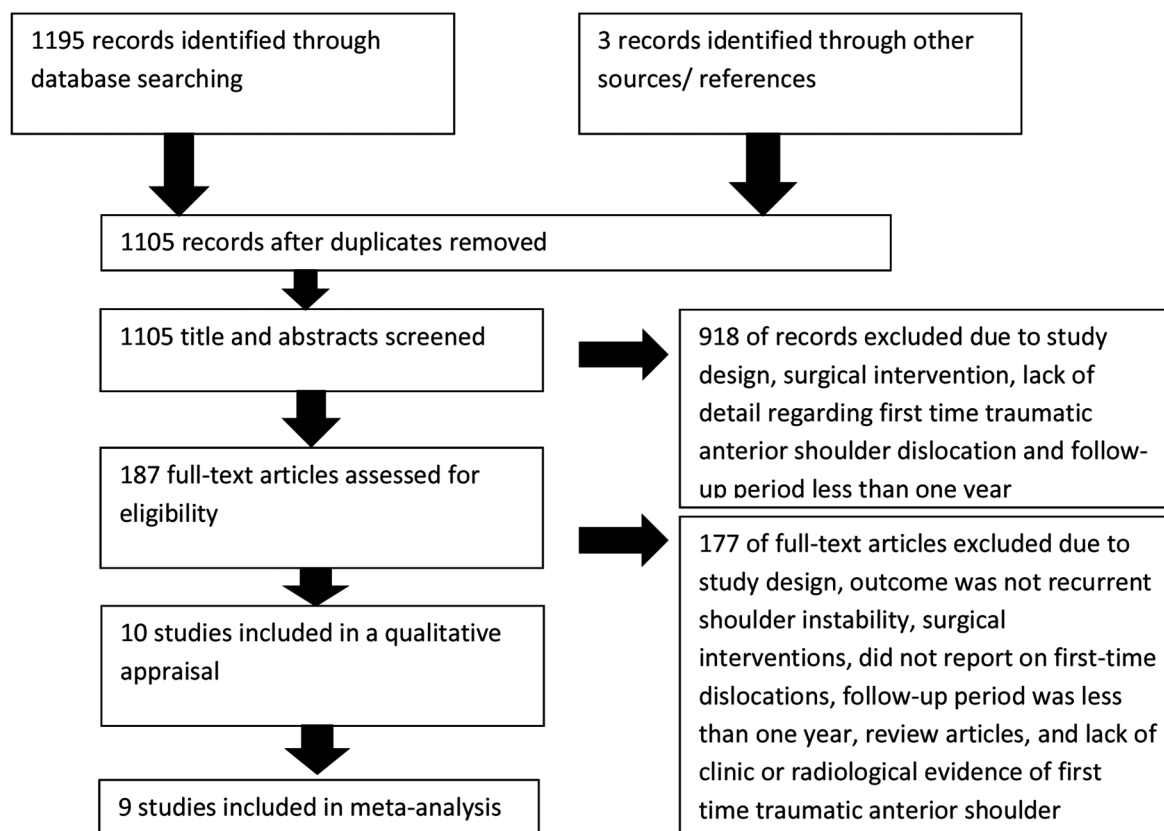 1195 records identified through
database searching
3 records identified through other
sources/ references
1105 records after duplicates removed
1105 title and abstracts screened
918 of records excluded due to study
design, surgical intervention, lack of
detail regarding first time traumatic
anterior shoulder dislocation and follow-
up period less than one year
187 full-text articles assessed for
eligibility
177 of full-text articles excluded due to
study design, outcome was not recurrent
shoulder instability, surgical
interventions, did not report on first-time
dislocations, follow-up period was less
than one year, review articles, and lack of
clinic or radiological evidence of first
time traumatic anterior shoulder
10 studies included in a qualitative
appraisal
9 studies included in meta-analysis